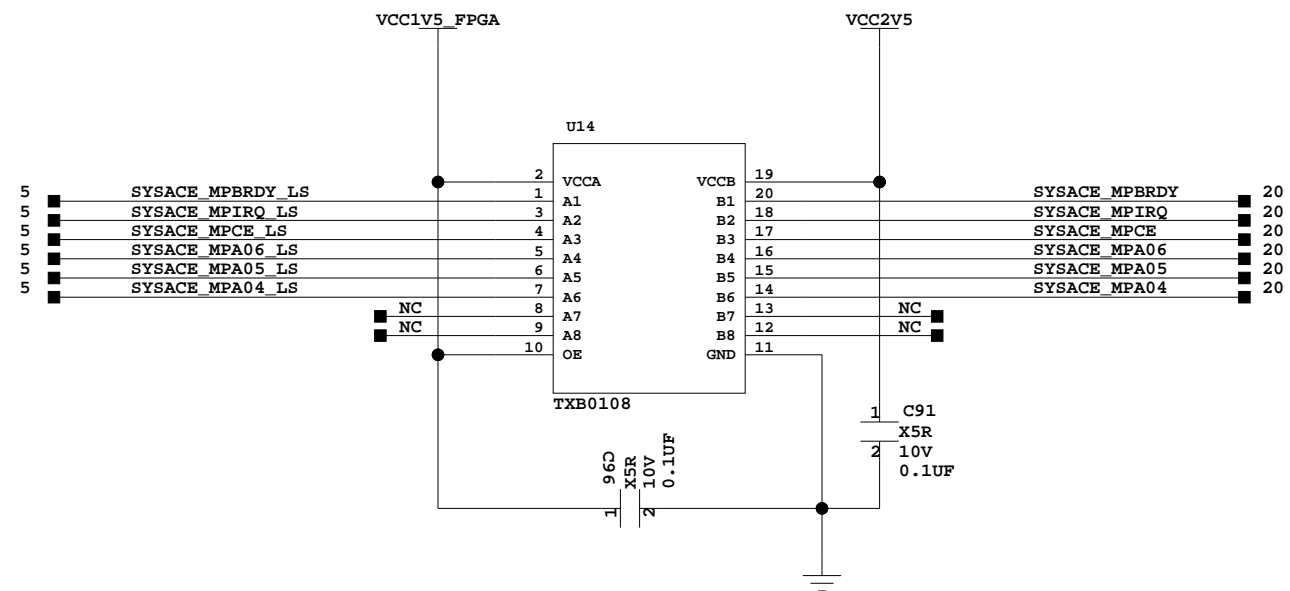 VCC1V5_FPGA VCC2V5
U14
2 VCCA VCCB 19
5 SYSACE_MPBRDY_LS 1 A1 B1 20 SYSACE_MPBRDY 20
5 SYSACE_MPIRQ_LS 3 A2 B2 18 SYSACE_MPIRQ 20
5 SYSACE_MPCE_LS 4 A3 B3 17 SYSACE_MPCE 20
5 SYSACE_MPA06_LS 5 A4 B4 16 SYSACE_MPA06 20
5 SYSACE_MPA05_LS 6 A5 B5 15 SYSACE_MPA05 20
5 SYSACE_MPA04_LS 7 A6 B6 14 SYSACE_MPA04 20
NC 8 A7 B7 13 NC
NC 9 A8 B8 12 NC
10 OE GND 11
TXB0108
1 C91
X5R
2 10V
0.1UF
C96
X5R
10V
0.1UF
1 2